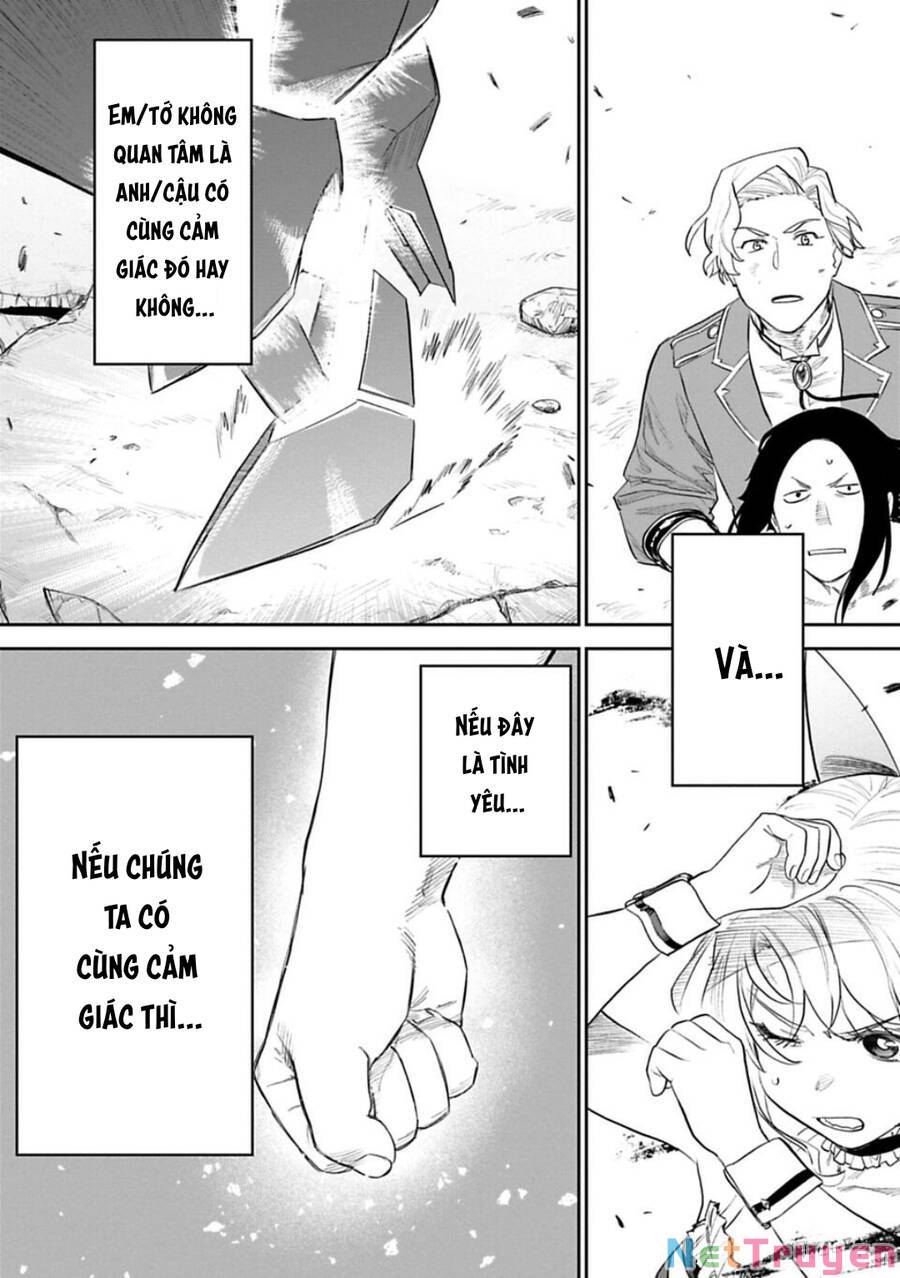 EM/TỚ KHÔNG
QUAN TÂM LÀ
ANH/CẬU CÓ
CÙNG CẢM
GIÁC ĐÓ HAY
KHÔNG...
VÀ...
NẾU ĐÂY
LÀ TÌNH
YÊU...
NẾU CHÚNG
TA CÓ
CÙNG CẢM
GIÁC THÌ...
NetTruyen